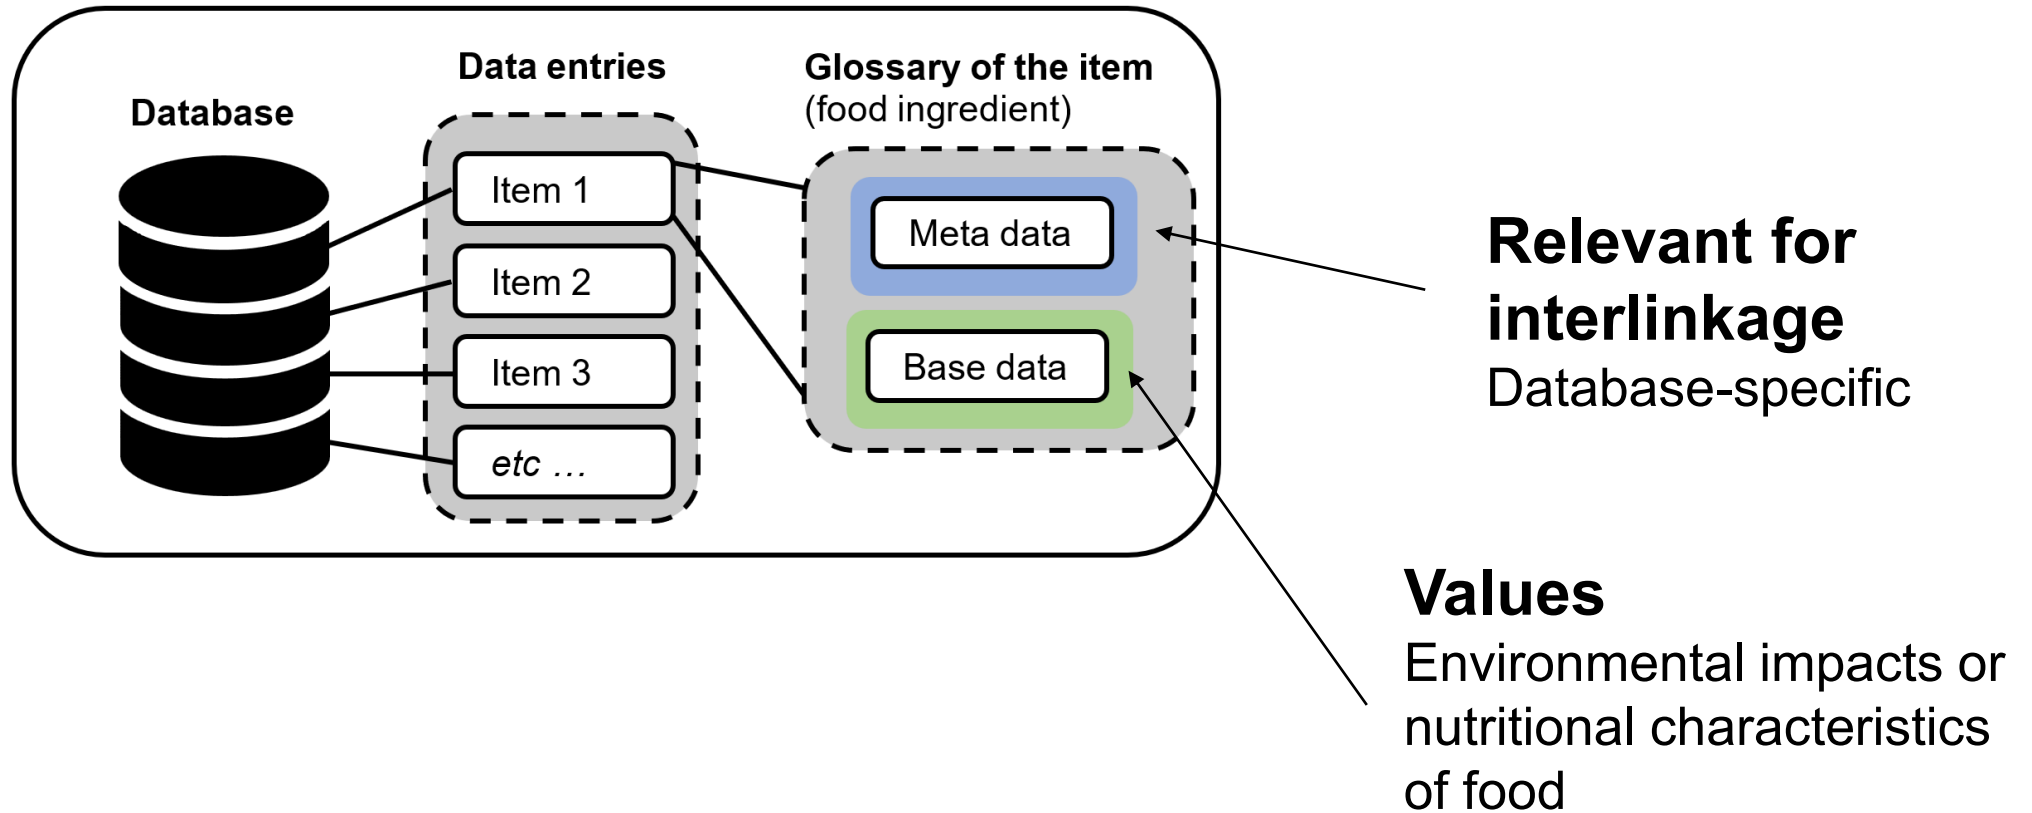 Database
Data entries
Item 1
Item 2
Item 3
etc …
Glossary of the item
(food ingredient)
Meta data
Base data
Relevant for
interlinkage
Database-specific
Values
Environmental impacts or
nutritional characteristics
of food